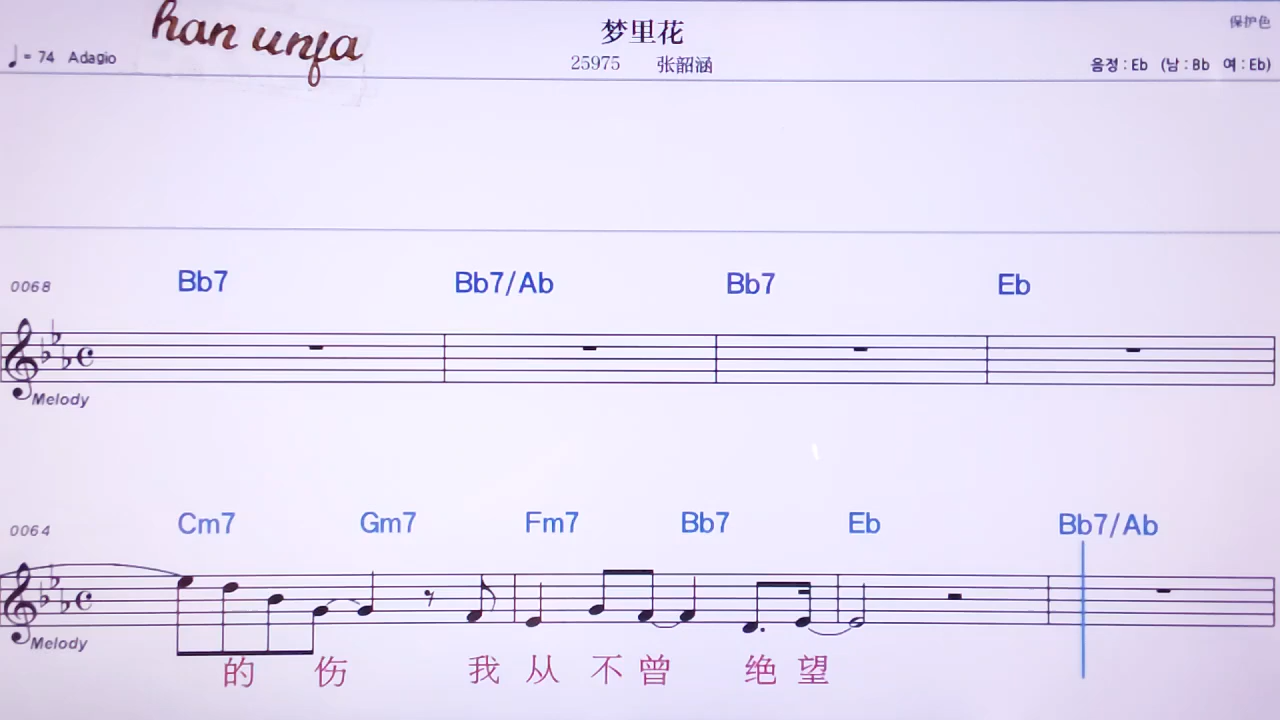 han unfa
梦里花
保护色
♩= 74 Adagio
25975 张韶涵
음정 : Eb (남 : Bb 여 : Eb)
0068 Bb7 Bb7/Ab Bb7 Eb
Melody
0064 Cm7 Gm7 Fm7 Bb7 Eb Bb7/Ab
Melody
的 伤 我 从 不 曾 绝 望